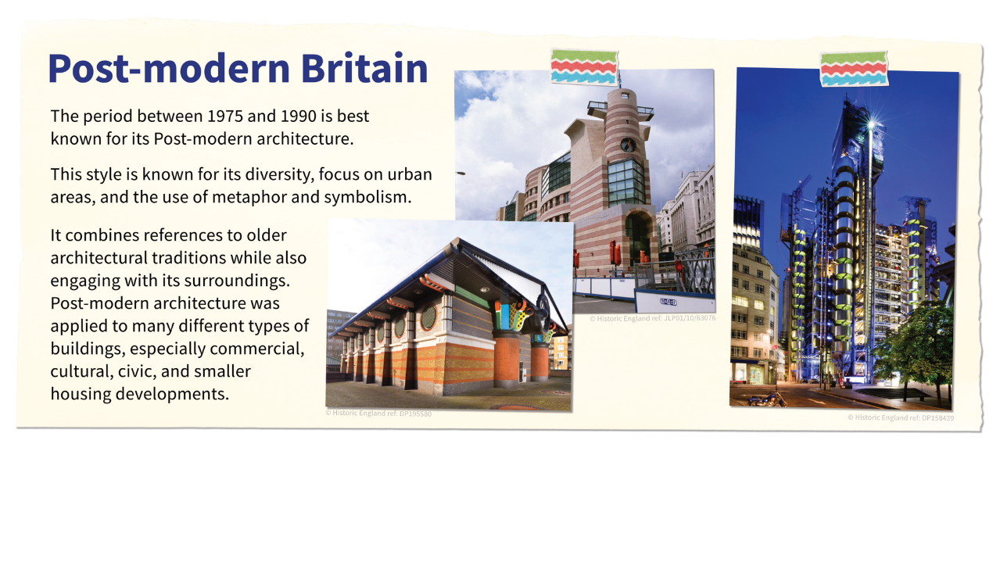 Post-modern Britain
The period between 1975 and 1990 is best
known for its Post-modern architecture.
This style is known for its diversity, focus on urban
areas, and the use of metaphor and symbolism.
It combines references to older
architectural traditions while also
engaging with its surroundings.
Post-modern architecture was
applied to many different types of
buildings, especially commercial,
cultural, civic, and smaller
housing developments.
© Historic England ref: JLP01/10/63076
© Historic England ref: DP195580
© Historic England ref: DP158439